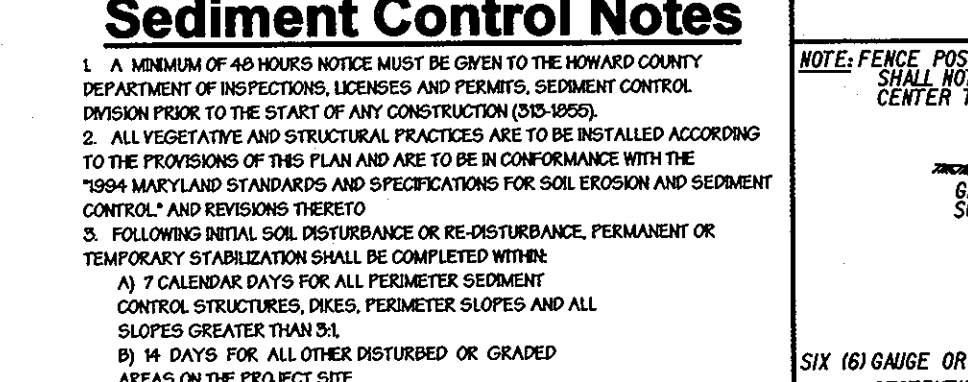 Sediment Control Notes
1. A MINIMUM OF 48 HOURS NOTICE MUST BE GIVEN TO THE HOWARD COUNTY
DEPARTMENT OF INSPECTIONS, LICENSES AND PERMITS, SEDIMENT CONTROL
DIVISION PRIOR TO THE START OF ANY CONSTRUCTION (313-1855).
2. ALL VEGETATIVE AND STRUCTURAL PRACTICES ARE TO BE INSTALLED ACCORDING
TO THE PROVISIONS OF THIS PLAN AND ARE TO BE IN CONFORMANCE WITH THE
"1994 MARYLAND STANDARDS AND SPECIFICATIONS FOR SOIL EROSION AND SEDIMENT
CONTROL" AND REVISIONS THERETO
3. FOLLOWING INITIAL SOIL DISTURBANCE OR RE-DISTURBANCE, PERMANENT OR
TEMPORARY STABILIZATION SHALL BE COMPLETED WITHIN:
A) 7 CALENDAR DAYS FOR ALL PERIMETER SEDIMENT
CONTROL STRUCTURES, DIKES, PERIMETER SLOPES AND ALL
SLOPES GREATER THAN 3:1,
B) 14 DAYS FOR ALL OTHER DISTURBED OR GRADED
AREAS ON THE PROJECT SITE
NOTE: FENCE POS
SHALL NOT
CENTER T
G
S
SIX (6) GAUGE OR